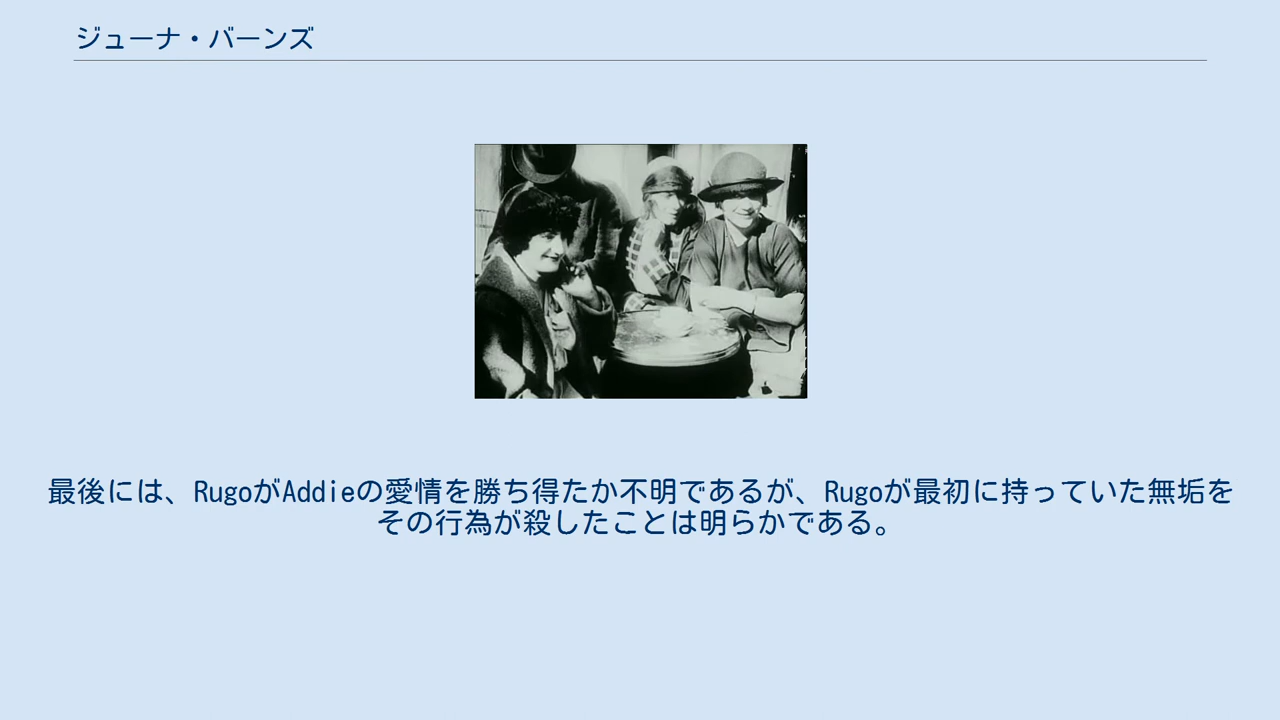 ジューナ・バーンズ
最後には、RugoがAddieの愛情を勝ち得たか不明であるが、Rugoが最初に持っていた無垢を
その行為が殺したことは明らかである。